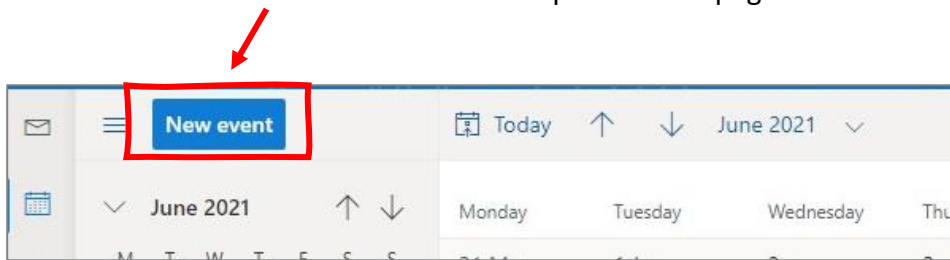 New event
Today
June 2021
June 2021
Monday Tuesday Wednesday
M T W T F S S